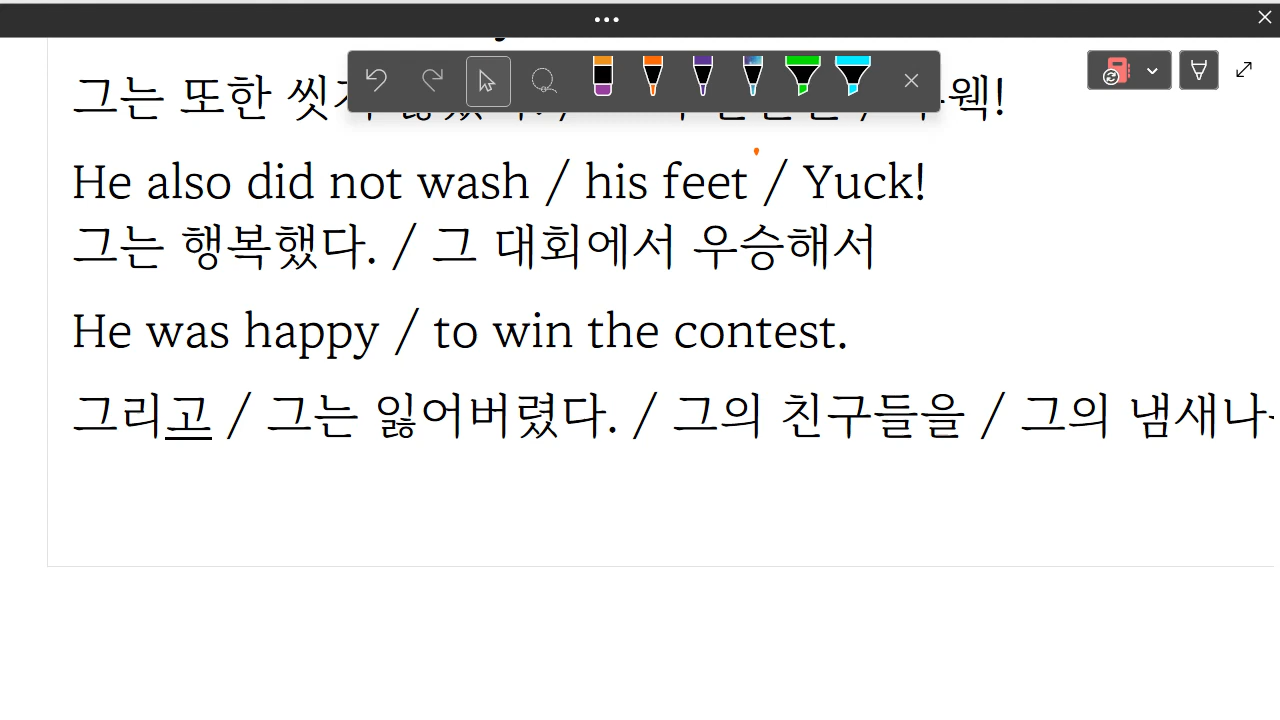 그는 또한 씻 / 웩!
He also did not wash / his feet / Yuck!
그는 행복했다. / 그 대회에서 우승해서
He was happy / to win the contest.
그리고 / 그는 잃어버렸다. / 그의 친구들을 / 그의 냄새나